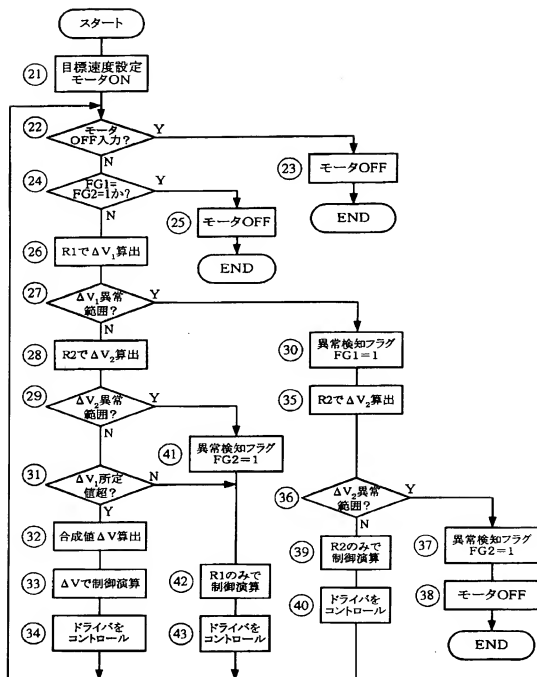 スタート
21
目標速度設定
モータON
22
モータ
OFF入力?
Y
N
23
モータOFF
END
24
FG1=
FG2=1か?
Y
N
25
モータOFF
END
26
R1でΔV₁算出
27
ΔV₁異常
範囲?
Y
N
28
R2でΔV₂算出
30
異常検知フラグ
FG1=1
29
ΔV₂異常
範囲?
Y
N
35
R2でΔV₂算出
41
異常検知フラグ
FG2=1
31
ΔV₁所定
値超?
N
Y
36
ΔV₂異常
範囲?
Y
N
32
合成値ΔV算出
37
異常検知フラグ
FG2=1
39
R2のみで
制御演算
33
ΔVで制御演算
42
R1のみで
制御演算
38
モータOFF
40
ドライバを
コントロール
34
ドライバを
コントロール
43
ドライバを
コントロール
END